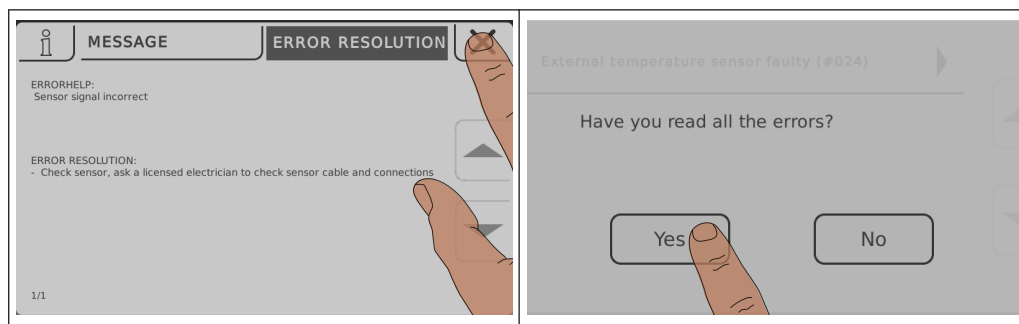 MESSAGE
ERROR RESOLUTION
ERRORHELP:
Sensor signal incorrect
ERROR RESOLUTION:
- Check sensor, ask a licensed electrician to check sensor cable and connections
1/1
External temperature sensor faulty (#024)
Have you read all the errors?
Yes
No